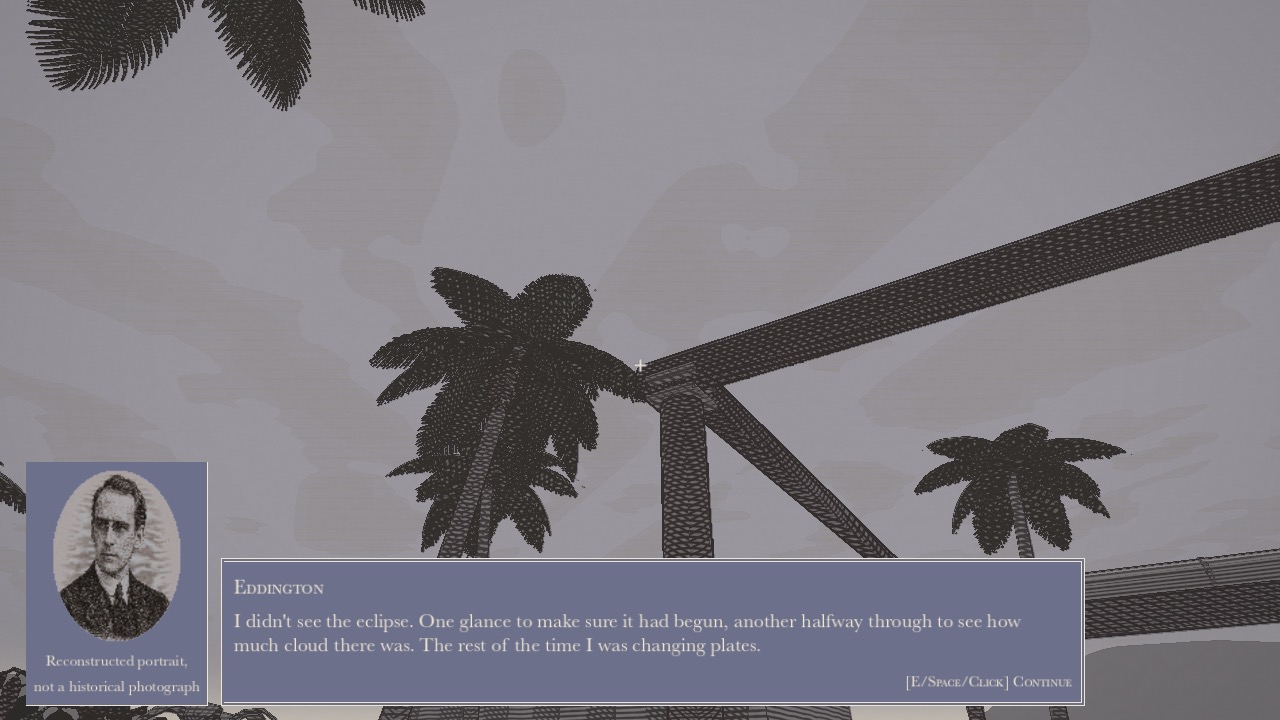 Eddington
I didn't see the eclipse. One glance to make sure it had begun, another halfway through to see how
much cloud there was. The rest of the time I was changing plates.
[E/Space/Click] Continue
Reconstructed portrait,
not a historical photograph